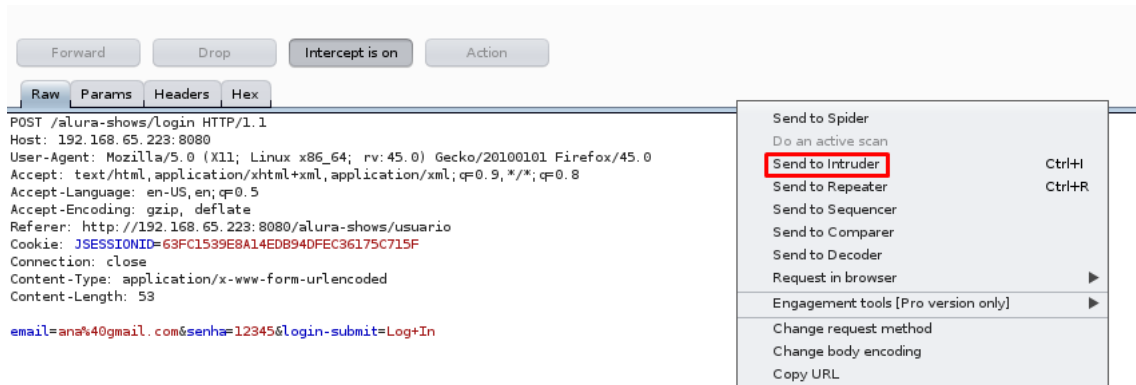 Forward Drop Intercept is on Action
Raw Params Headers Hex
POST /alura-shows/login HTTP/1.1
Host: 192.168.65.223:8080
User-Agent: Mozilla/5.0 (X11; Linux x86_64; rv:45.0) Gecko/20100101 Firefox/45.0
Accept: text/html,application/xhtml+xml,application/xml;q=0.9,*/*;q=0.8
Accept-Language: en-US,en;q=0.5
Accept-Encoding: gzip, deflate
Referer: http://192.168.65.223:8080/alura-shows/usuario
Cookie: JSESSIONID=63FC1539E8A14EDB94DFEC36175C715F
Connection: close
Content-Type: application/x-www-form-urlencoded
Content-Length: 53
email=ana%40gmail.com&senha=12345&login-submit=Log+In
Send to Spider
Do an active scan
Send to Intruder Ctrl+I
Send to Repeater Ctrl+R
Send to Sequencer
Send to Comparer
Send to Decoder
Request in browser
Engagement tools [Pro version only]
Change request method
Change body encoding
Copy URL